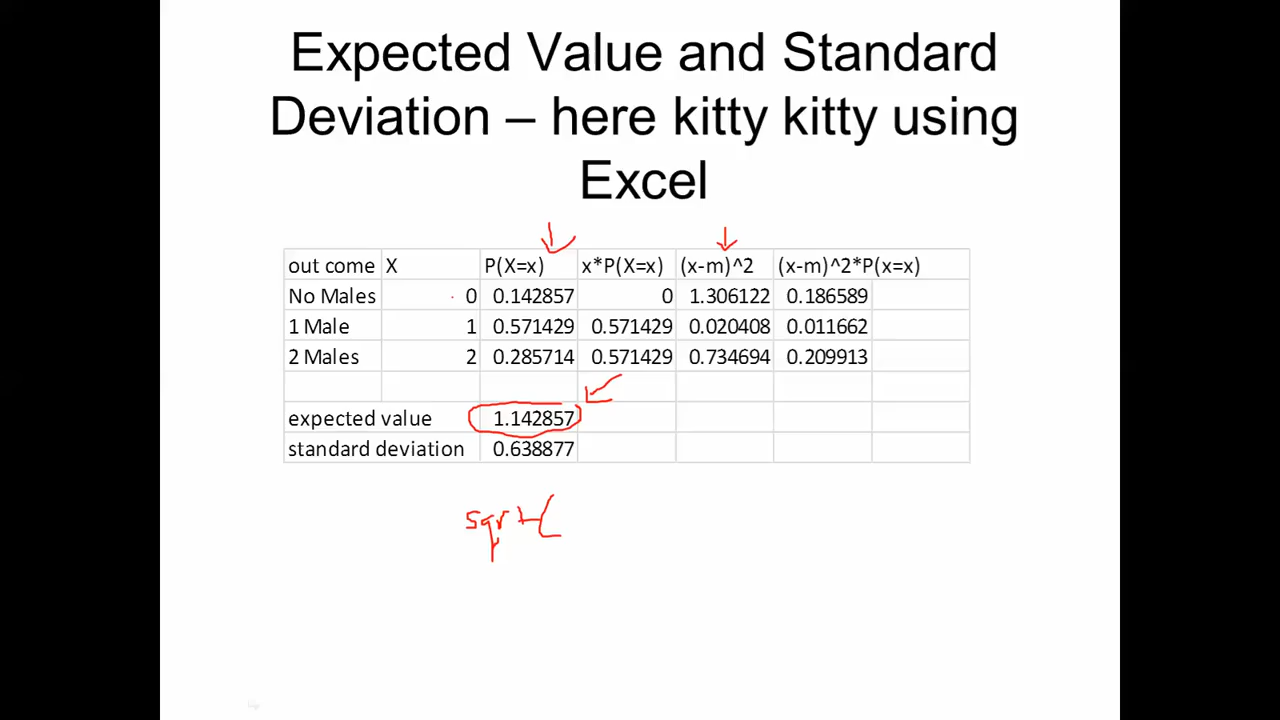 Expected Value and Standard
Deviation – here kitty kitty using
Excel
out come X P(X=x) x*P(X=x) (x-m)^2 (x-m)^2*P(x=x)
No Males 0 0.142857 0 1.306122 0.186589
1 Male 1 0.571429 0.571429 0.020408 0.011662
2 Males 2 0.285714 0.571429 0.734694 0.209913
expected value 1.142857
standard deviation 0.638877
sqrt(